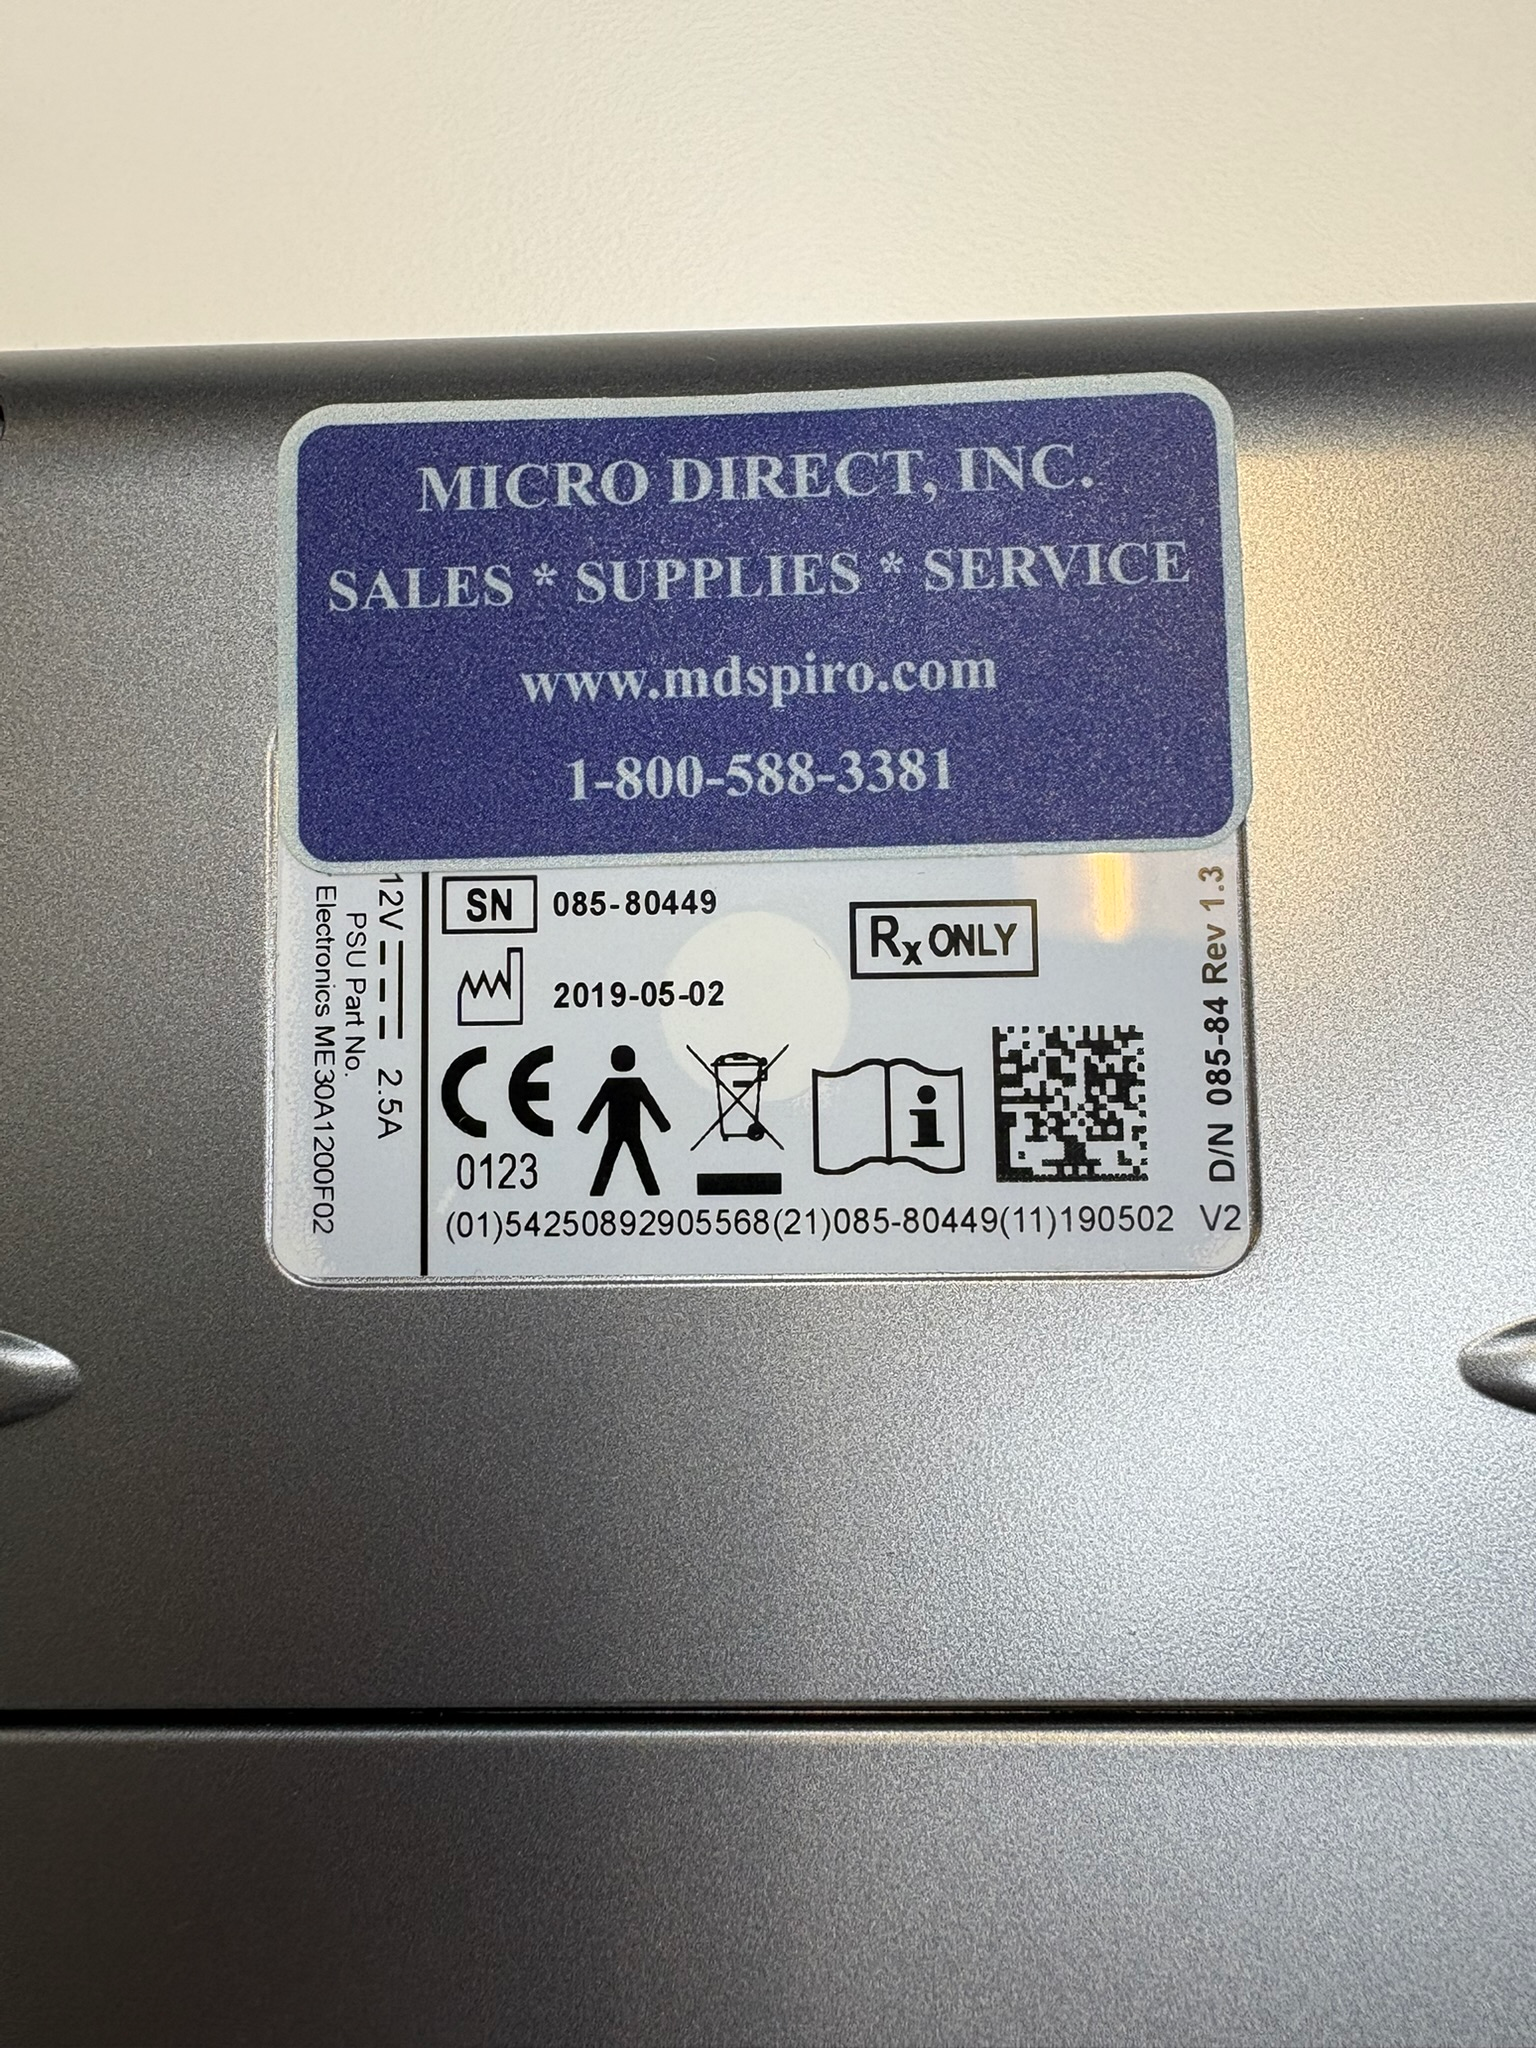 MICRO DIRECT, INC.
SALES * SUPPLIES * SERVICE
www.mdspiro.com
1-800-588-3381
12V 2.5A
PSU Part No.
Electronics ME30A1200F02
SN 085-80449
Rx ONLY
2019-05-02
CE
0123
i
(01)54250892905568(21)085-80449(11)190502 V2
D/N 085-84 Rev 1.3